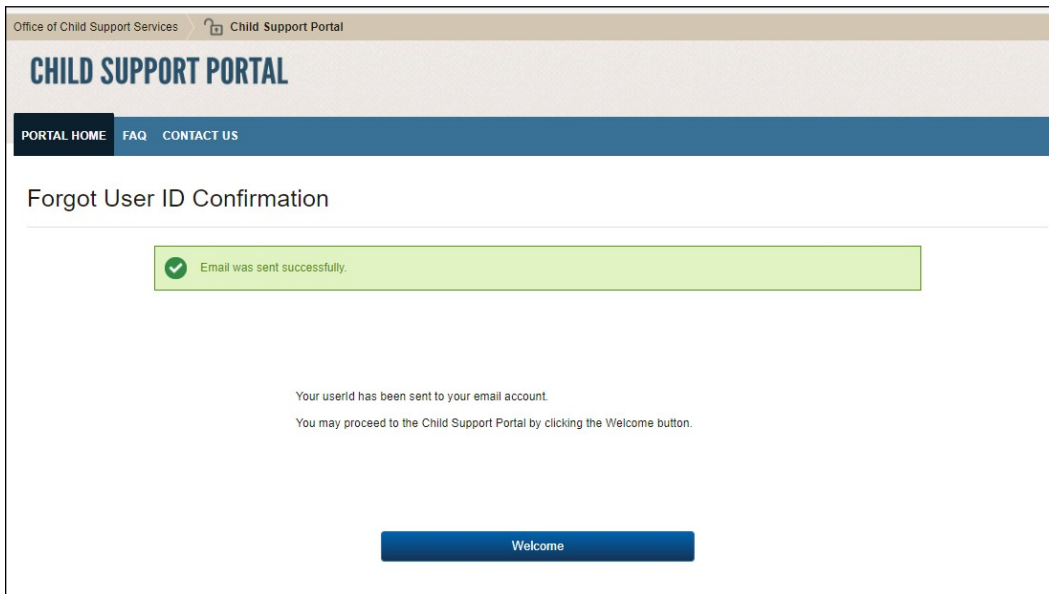 Office of Child Support Services Child Support Portal
CHILD SUPPORT PORTAL
PORTAL HOME FAQ CONTACT US
Forgot User ID Confirmation
Email was sent successfully.
Your userId has been sent to your email account.
You may proceed to the Child Support Portal by clicking the Welcome button.
Welcome